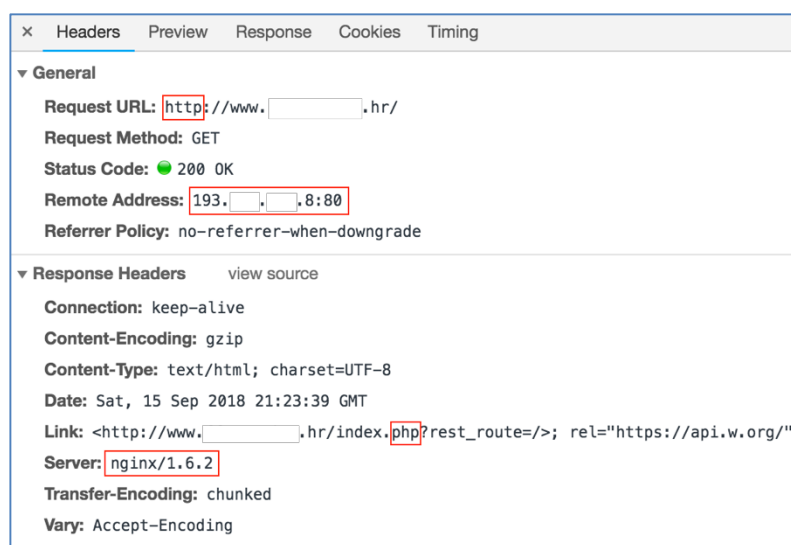 × Headers Preview Response Cookies Timing
▼ General
Request URL: http://www. .hr/
Request Method: GET
Status Code: 200 OK
Remote Address: 193. . .8:80
Referrer Policy: no-referrer-when-downgrade
▼ Response Headers view source
Connection: keep-alive
Content-Encoding: gzip
Content-Type: text/html; charset=UTF-8
Date: Sat, 15 Sep 2018 21:23:39 GMT
Link: <http://www. .hr/index.php?rest_route=/>; rel="https://api.w.org/"
Server: nginx/1.6.2
Transfer-Encoding: chunked
Vary: Accept-Encoding